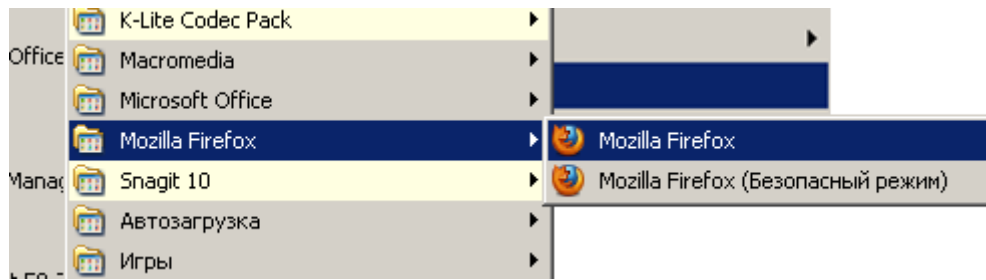 K-Lite Codec Pack
Office
Macromedia
Microsoft Office
Mozilla Firefox
Mozilla Firefox
Snagit 10
Mozilla Firefox (Безопасный режим)
Автозагрузка
Игры